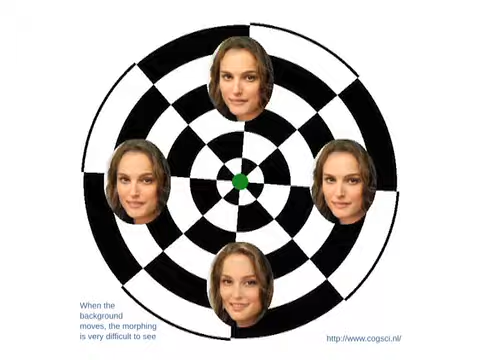 When the
background
moves, the morphing
is very difficult to see
http://www.cogsci.nl/